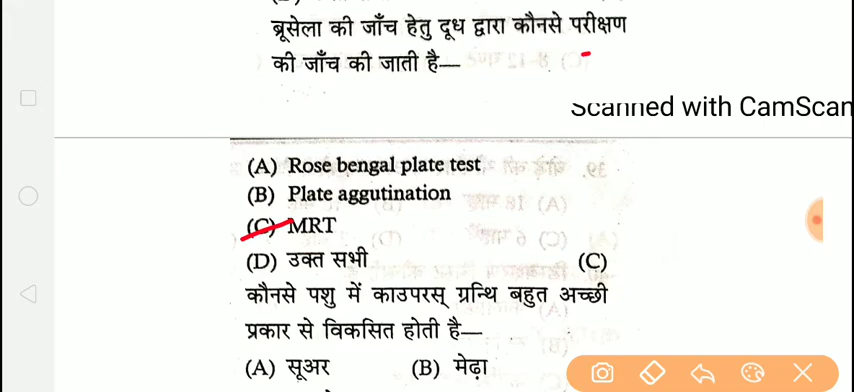 ब्रूसेला की जाँच हेतु दूध द्वारा कौनसे परीक्षण
की जाँच की जाती है—
Scanned with CamScan
(A) Rose bengal plate test
(B) Plate aggutination
(C) MRT
(D) उक्त सभी (C)
कौनसे पशु में काउपरस् ग्रन्थि बहुत अच्छी
प्रकार से विकसित होती है—
(A) सूअर (B) मेढ़ा